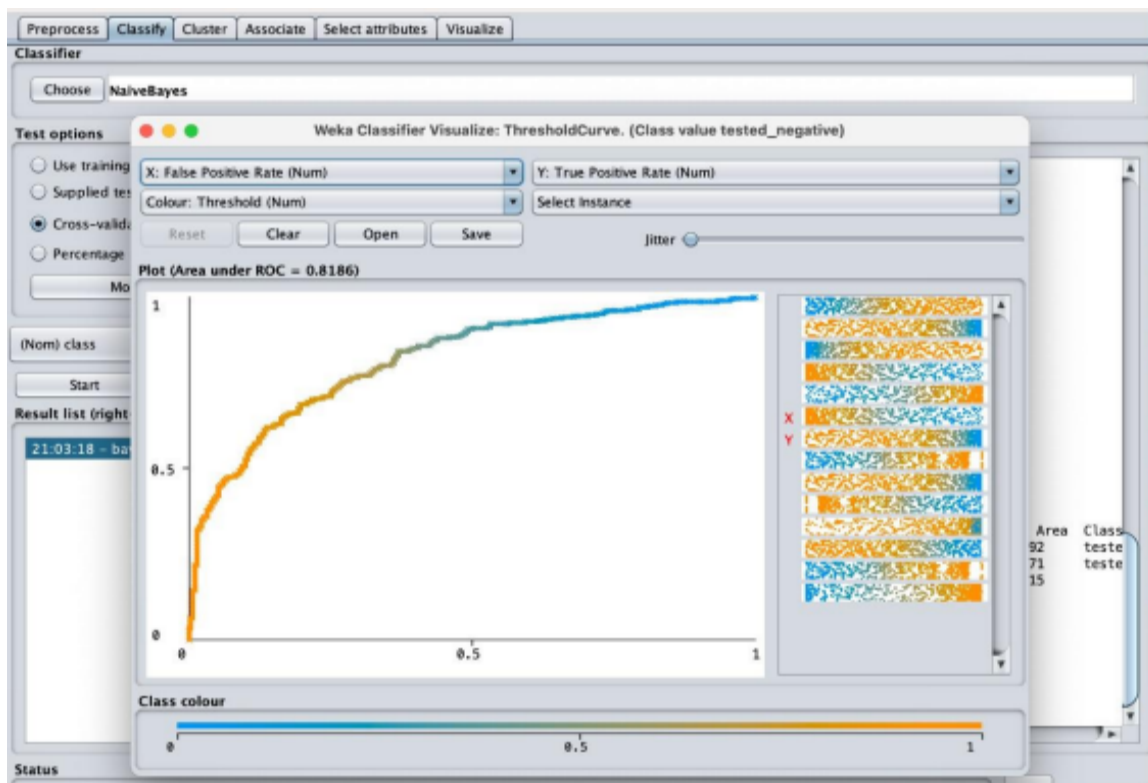 Preprocess Classify Cluster Associate Select attributes Visualize
Classifier
Choose NaiveBayes
Test options
Weka Classifier Visualize: ThresholdCurve. (Class value tested_negative)
Use training
X: False Positive Rate (Num) Y: True Positive Rate (Num)
Supplied tes
Colour: Threshold (Num) Select Instance
Cross-valida
Reset Clear Open Save Jitter
Percentage
Plot (Area under ROC = 0.8186)
Mo
1
(Nom) class
Start
Result list (right-
X
Y
21:03:18 - bay
0.5
Area Class
92 teste
71 teste
15
0
0 0.5 1
Class colour
0 0.5 1
Status